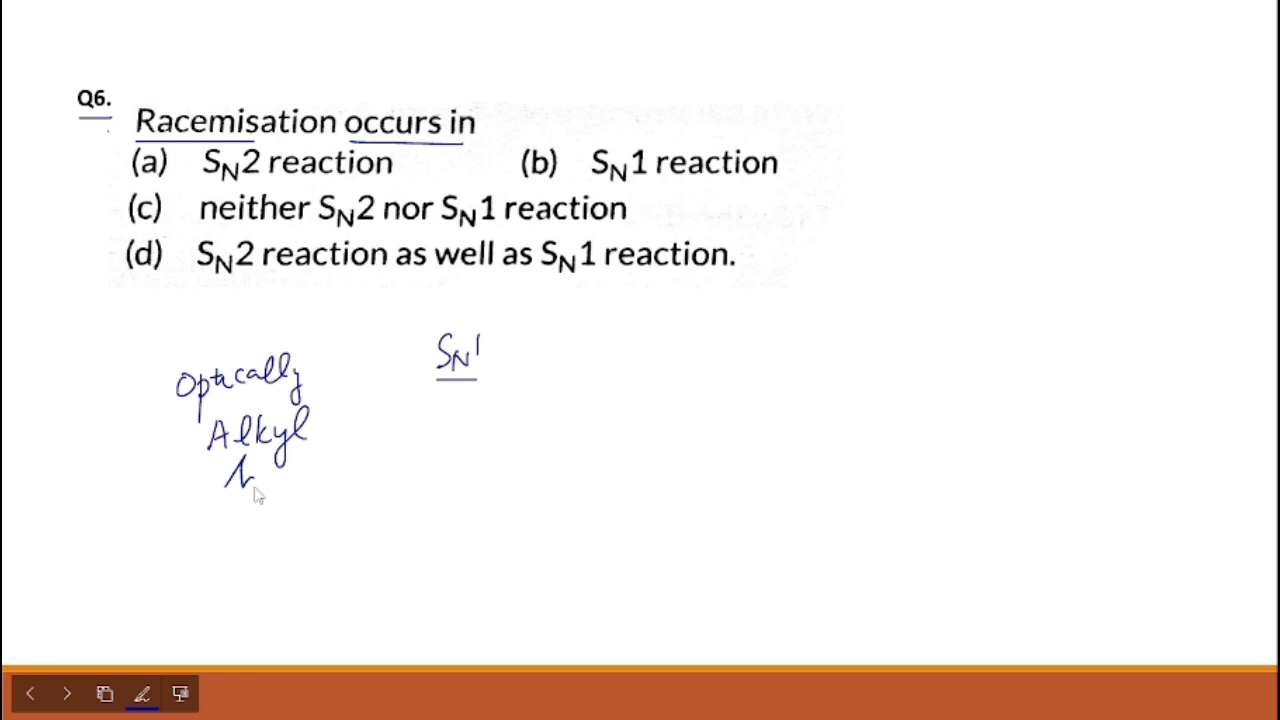 Q6.
Racemisation occurs in
(a) SN2 reaction (b) SN1 reaction
(c) neither SN2 nor SN1 reaction
(d) SN2 reaction as well as SN1 reaction.
SN1
Optically
Alkyl